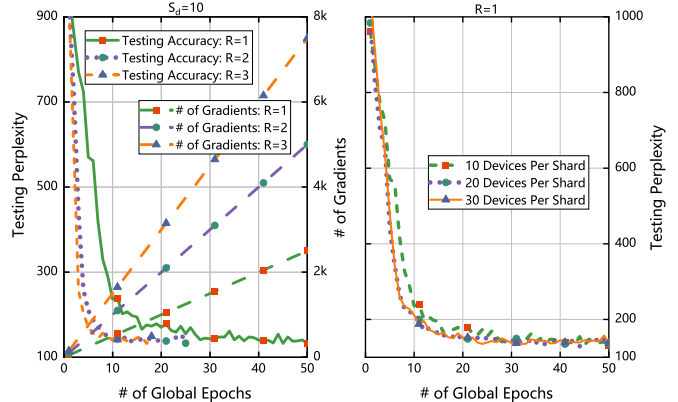 S_d=10
900
700
500
300
100
8k
6k
4k
2k
0
0
10
20
30
40
50
Testing Perplexity
# of Gradients
# of Global Epochs
Testing Accuracy: R=1
Testing Accuracy: R=2
Testing Accuracy: R=3
# of Gradients: R=1
# of Gradients: R=2
# of Gradients: R=3
R=1
1000
800
600
400
200
100
0
10
20
30
40
50
Testing Perplexity
# of Global Epochs
10 Devices Per Shard
20 Devices Per Shard
30 Devices Per Shard